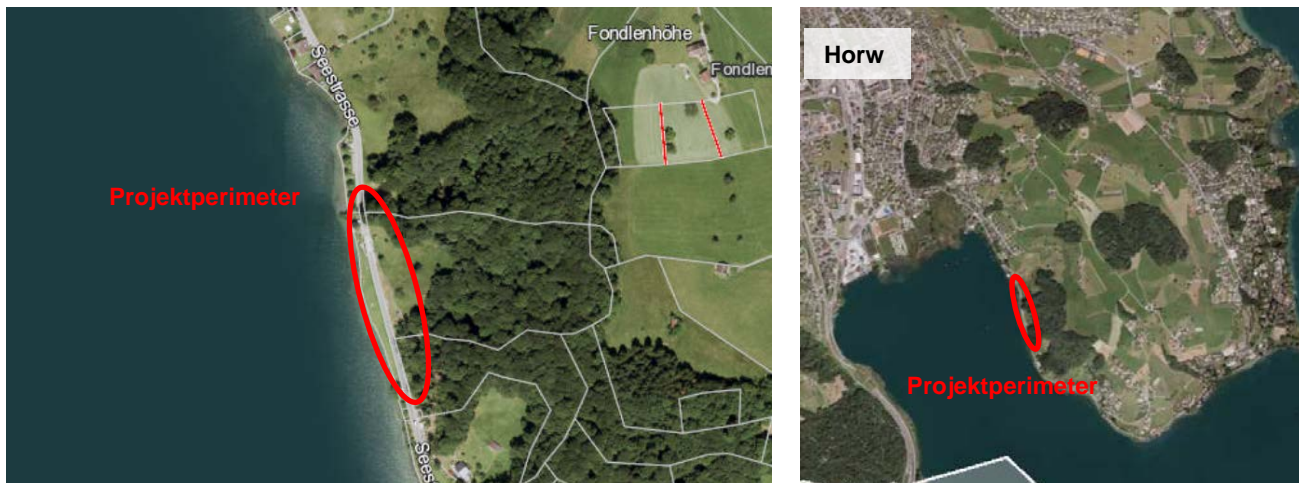 Fondlenhöhe
Fondlen
Seestrasse
Projektperimeter
Sees
Horw
Projektperimeter